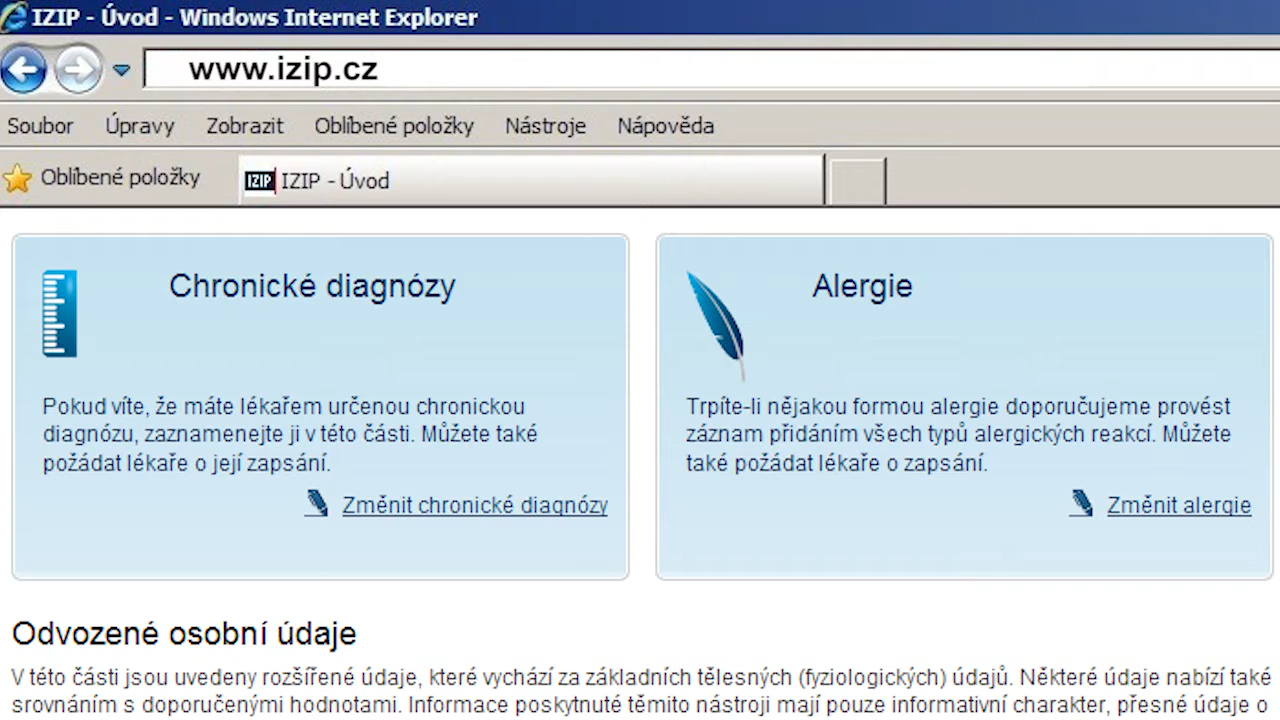 IZIP - Úvod - Windows Internet Explorer
www.izip.cz
Soubor Úpravy Zobrazit Oblíbené položky Nástroje Nápověda
Oblíbené položky IZIP IZIP - Úvod
Chronické diagnózy
Pokud víte, že máte lékařem určenou chronickou
diagnózu, zaznamenejte ji v této části. Můžete také
požádat lékaře o její zapsání.
Změnit chronické diagnózy
Alergie
Trpíte-li nějakou formou alergie doporučujeme provést
záznam přidáním všech typů alergických reakcí. Můžete
také požádat lékaře o zapsání.
Změnit alergie
Odvozené osobní údaje
V této části jsou uvedeny rozšířené údaje, které vychází za základních tělesných (fyziologických) údajů. Některé údaje nabízí také
srovnáním s doporučenými hodnotami. Informace poskytnuté těmito nástroji mají pouze informativní charakter, přesné údaje o